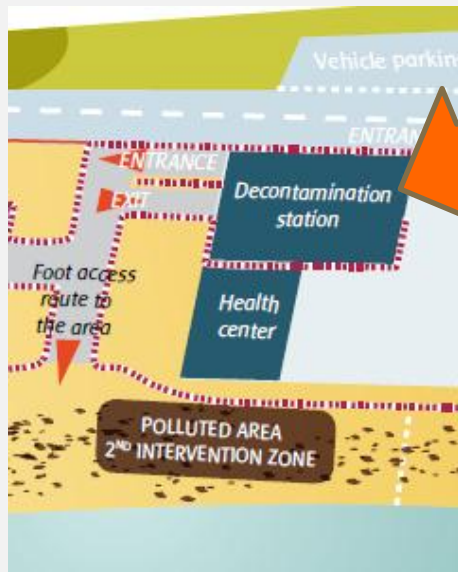 Vehicle parkin
ENTRAN
ENTRANCE
EXIT
Decontamination
station
Foot access
route to
the area
Health
center
POLLUTED AREA
2ND INTERVENTION ZONE